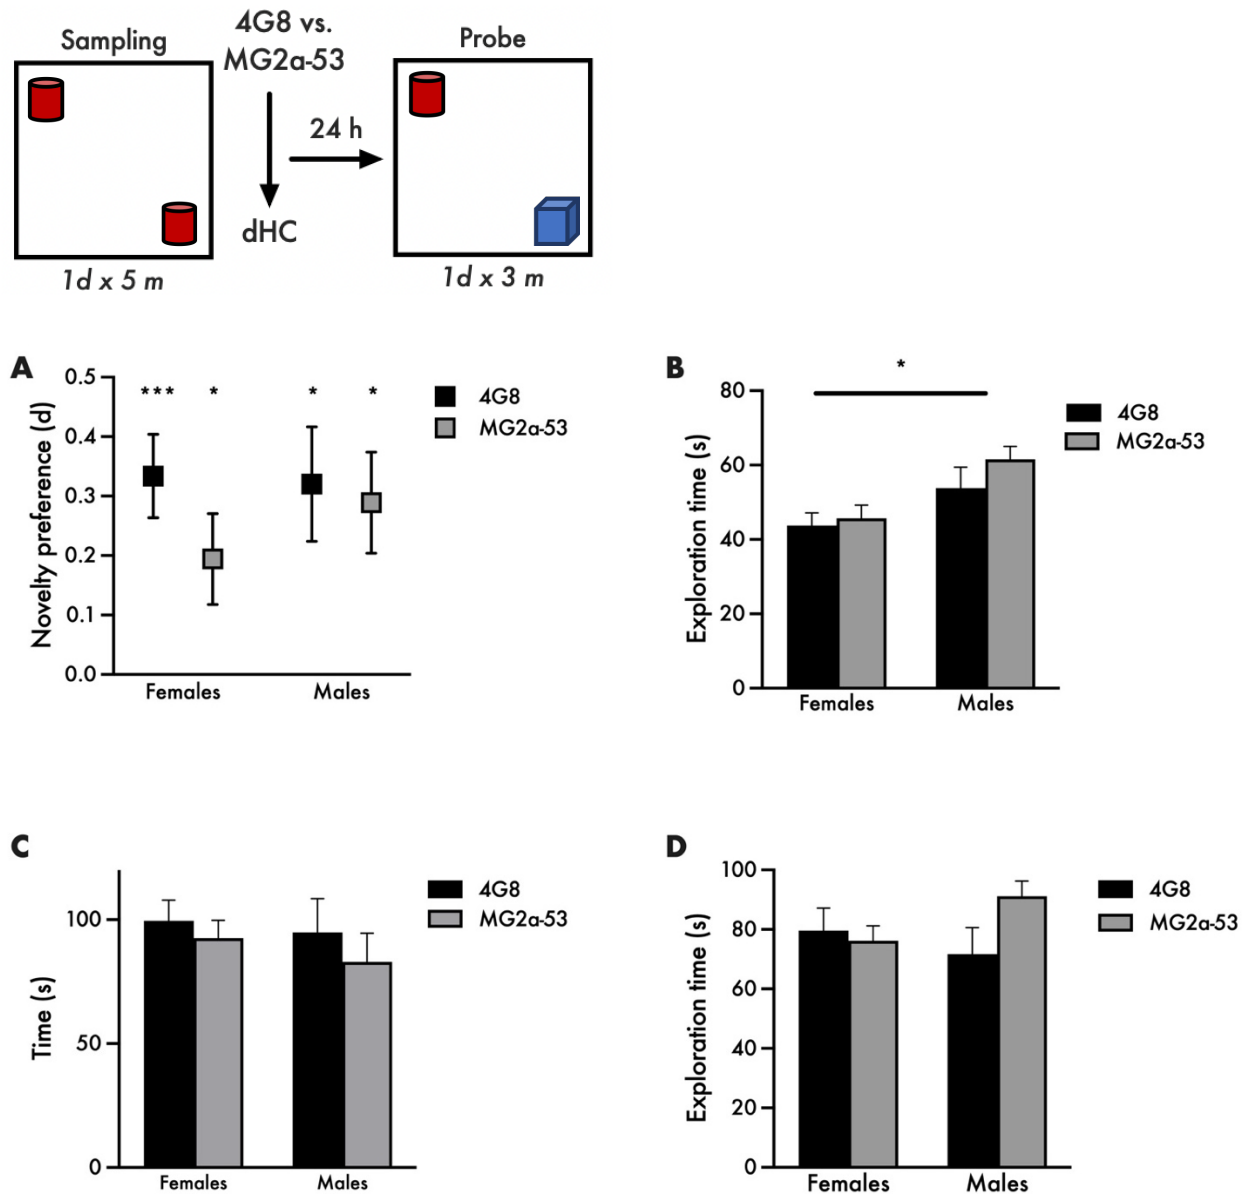 Sampling
4G8 vs.
MG2a-53
Probe
24 h
dHC
1d x 5 m
1d x 3 m
A
Novelty preference (d)
0.5
0.4
0.3
0.2
0.1
0.0
***
*
*
*
Females
Males
4G8
MG2a-53
B
Exploration time (s)
80
60
40
20
0
*
Females
Males
4G8
MG2a-53
C
Time (s)
100
50
0
Females
Males
4G8
MG2a-53
D
Exploration time (s)
100
80
60
40
20
0
Females
Males
4G8
MG2a-53